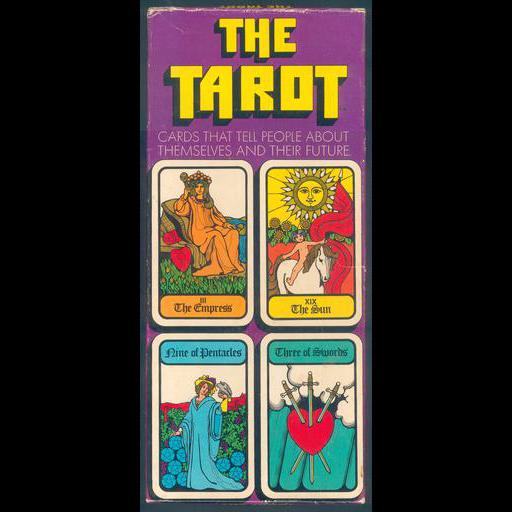 THE
TAROT
CARDS THAT TELL PEOPLE ABOUT
THEMSELVES AND THEIR FUTURE
III
The Empress
XIX
The Sun
Nine of Pentacles
Three of Swords